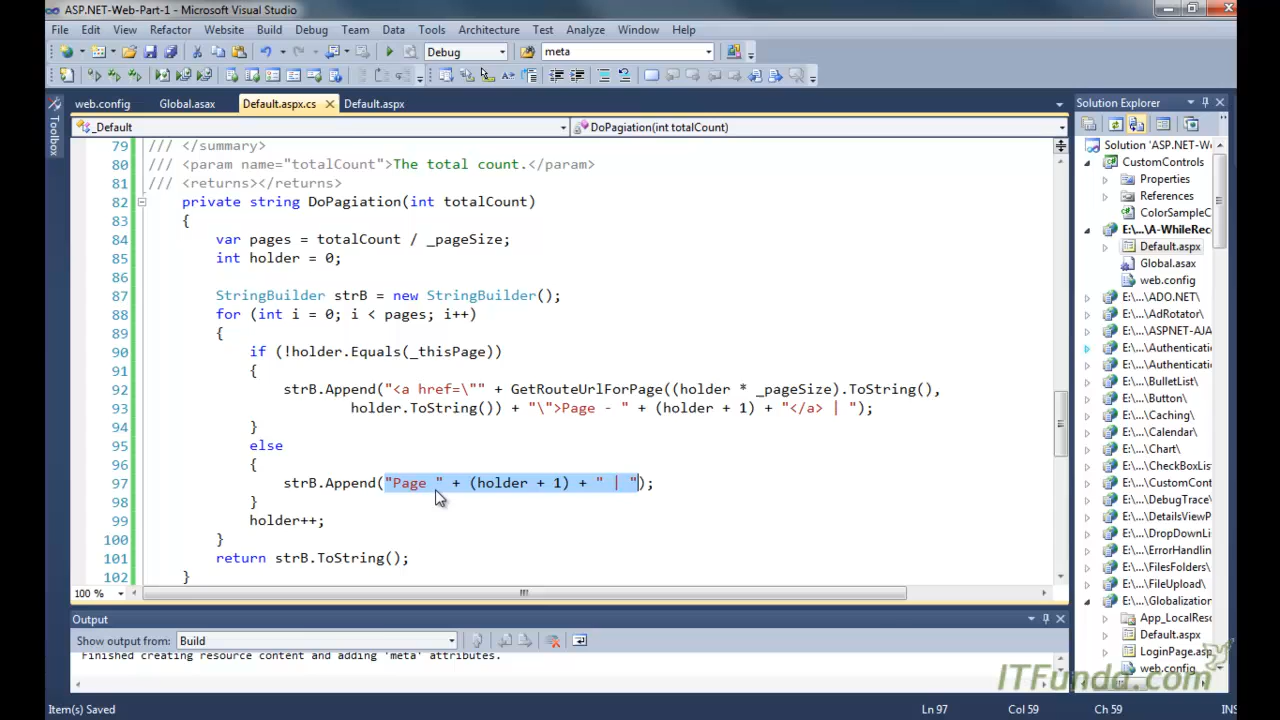 ASP.NET-Web-Part-1 - Microsoft Visual Studio
File Edit View Refactor Website Build Debug Team Data Tools Architecture Test Analyze Window Help
Debug meta
web.config Global.asax Default.aspx.cs Default.aspx
Solution Explorer
_Default DoPagiation(int totalCount)
Toolbox
79 /// </summary>
80 /// <param name="totalCount">The total count.</param>
81 /// <returns></returns>
82 private string DoPagiation(int totalCount)
83 {
84 var pages = totalCount / _pageSize;
85 int holder = 0;
86
87 StringBuilder strB = new StringBuilder();
88 for (int i = 0; i < pages; i++)
89 {
90 if (!holder.Equals(_thisPage))
91 {
92 strB.Append("<a href=\"" + GetRouteUrlForPage((holder * _pageSize).ToString(),
93 holder.ToString()) + "\">Page - " + (holder + 1) + "</a> | ");
94 }
95 else
96 {
97 strB.Append("Page " + (holder + 1) + " | ");
98 }
99 holder++;
100 }
101 return strB.ToString();
102 }
100 %
Solution 'ASP.NET-W
CustomControls
Properties
References
ColorSampleC
E:\...\A-WhileRec
Default.aspx
Global.asax
web.config
E:\...\ADO.NET\
E:\...\AdRotator\
E:\...\ASPNET-AJA
E:\...\Authentication
E:\...\Authentication
E:\...\BulletList\
E:\...\Button\
E:\...\Caching\
E:\...\Calendar\
E:\...\Chart\
E:\...\CheckBoxLi
E:\...\CustomCont
E:\...\DebugTrace\
E:\...\DetailsViewP
E:\...\DropDownLi
E:\...\ErrorHandlin
E:\...\FilesFolders\
E:\...\FileUpload\
E:\...\Globalization
App_LocalReso
Default.aspx
LoginPage.asp
web.config
Output
Show output from: Build
Finished creating resource content and adding 'meta' attributes.
ITFunda.com
Item(s) Saved Ln 97 Col 59 Ch 59 INS